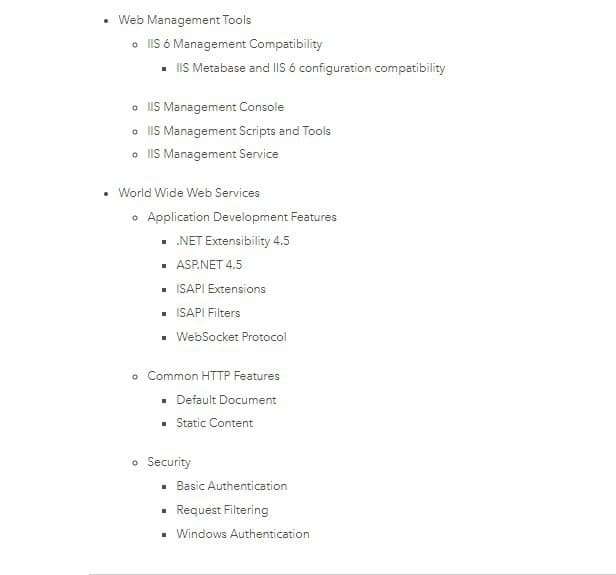 Web Management Tools
IIS 6 Management Compatibility
IIS Metabase and IIS 6 configuration compatibility
IIS Management Console
IIS Management Scripts and Tools
IIS Management Service
World Wide Web Services
Application Development Features
.NET Extensibility 4.5
ASP.NET 4.5
ISAPI Extensions
ISAPI Filters
WebSocket Protocol
Common HTTP Features
Default Document
Static Content
Security
Basic Authentication
Request Filtering
Windows Authentication